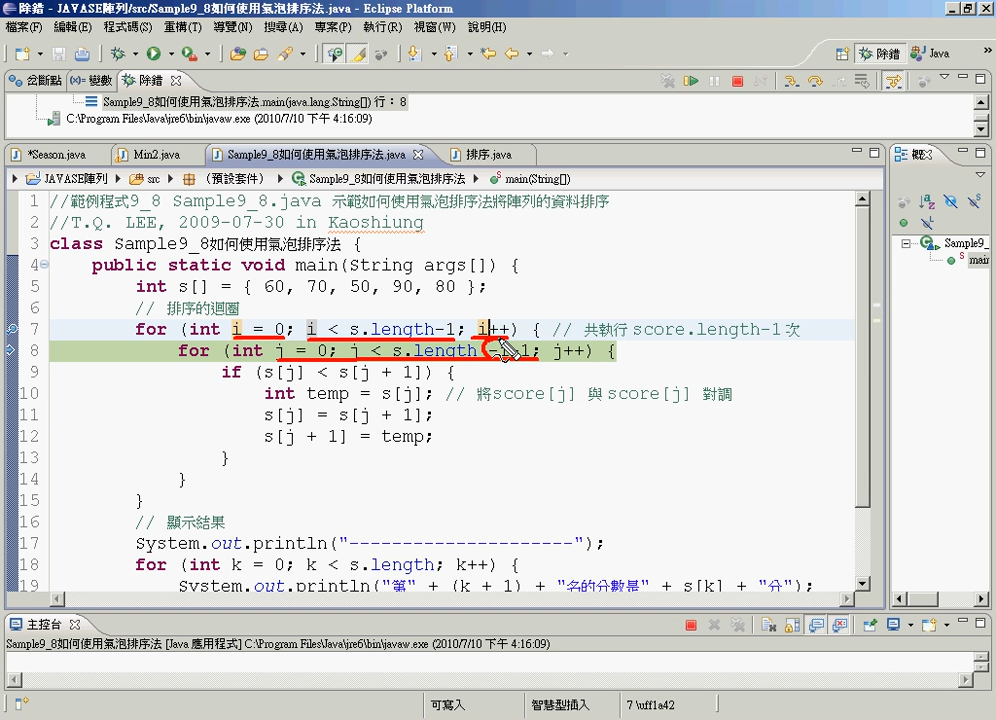 除錯 - JAVASE陣列/src/Sample9_8如何使用氣泡排序法.java - Eclipse Platform
檔案(F) 編輯(E) 程式碼(S) 重構(T) 導覽(N) 搜尋(A) 專案(P) 執行(R) 視窗(W) 說明(H)
除錯 Java »
岔斷點 (x)= 變數 除錯
Sample9_8如何使用氣泡排序法.main(java.lang.String[]) 行：8
C:\Program Files\Java\jre6\bin\javaw.exe (2010/7/10 下午 4:16:09)
*Season.java Min2.java Sample9_8如何使用氣泡排序法.java 排序.java
JAVASE陣列 src (預設套件) Sample9_8如何使用氣泡排序法 main(String[])
1 //範例程式9_8 Sample9_8.java 示範如何使用氣泡排序法將陣列的資料排序
2 //T.Q. LEE, 2009-07-30 in Kaoshiung
3 class Sample9_8如何使用氣泡排序法 {
4 public static void main(String args[]) {
5 int s[] = { 60, 70, 50, 90, 80 };
6 // 排序的迴圈
7 for (int i = 0; i < s.length-1; i++) { // 共執行 score.length-1 次
8 for (int j = 0; j < s.length -i-1; j++) {
9 if (s[j] < s[j + 1]) {
10 int temp = s[j]; // 將score[j] 與 score[j] 對調
11 s[j] = s[j + 1];
12 s[j + 1] = temp;
13 }
14 }
15 }
16 // 顯示結果
17 System.out.println("---------------------");
18 for (int k = 0; k < s.length; k++) {
19 System.out.println("第" + (k + 1) + "名的分數是" + s[k] + "分");
概
Sample9_
main
主控台
Sample9_8如何使用氣泡排序法 [Java 應用程式] C:\Program Files\Java\jre6\bin\javaw.exe (2010/7/10 下午 4:16:09)
可寫入 智慧型插入 7 \uff1a42